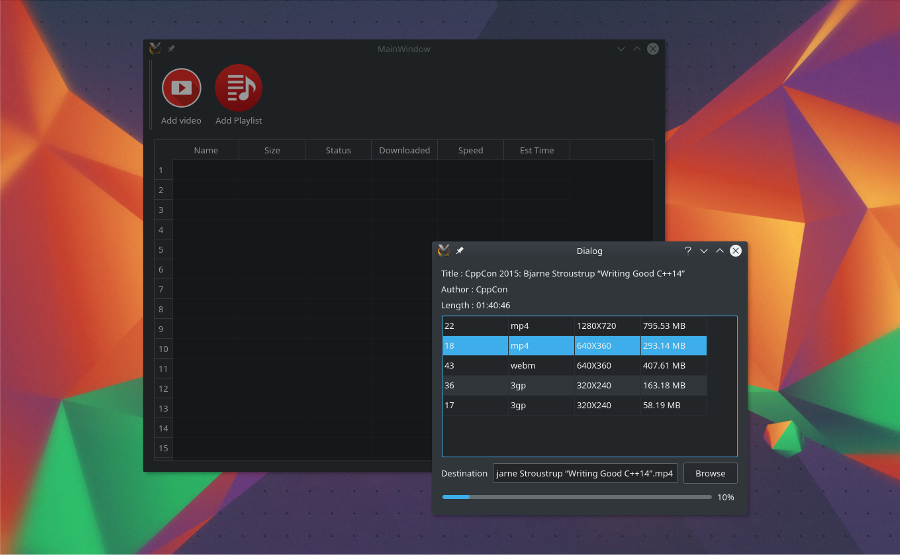 MainWindow
Add video
Add Playlist
Name Size Status Downloaded Speed Est Time
1
2
3
4
5
6
7
8
9
10
11
12
13
14
15
Dialog
Title : CppCon 2015: Bjarne Stroustrup “Writing Good C++14”
Author : CppCon
Length : 01:40:46
22 mp4 1280X720 795.53 MB
18 mp4 640X360 293.14 MB
43 webm 640X360 407.61 MB
36 3gp 320X240 163.18 MB
17 3gp 320X240 58.19 MB
Destination jarne Stroustrup “Writing Good C++14”.mp4 Browse
10%